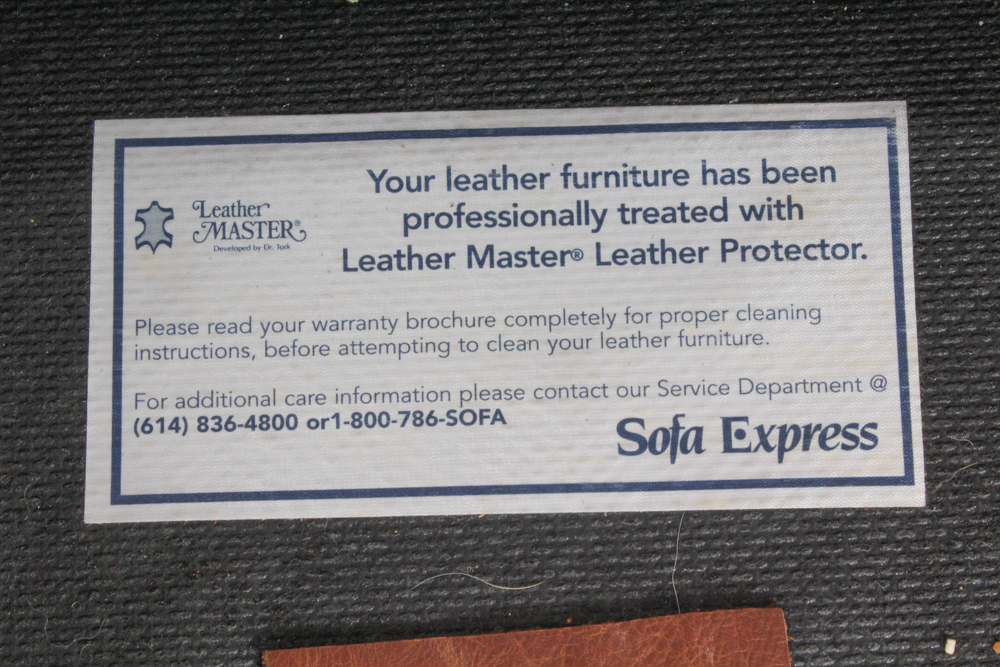 Leather
MASTER®
Developed by Dr. Tork
Your leather furniture has been
professionally treated with
Leather Master® Leather Protector.
Please read your warranty brochure completely for proper cleaning
instructions, before attempting to clean your leather furniture.
For additional care information please contact our Service Department @
(614) 836-4800 or1-800-786-SOFA
Sofa Express